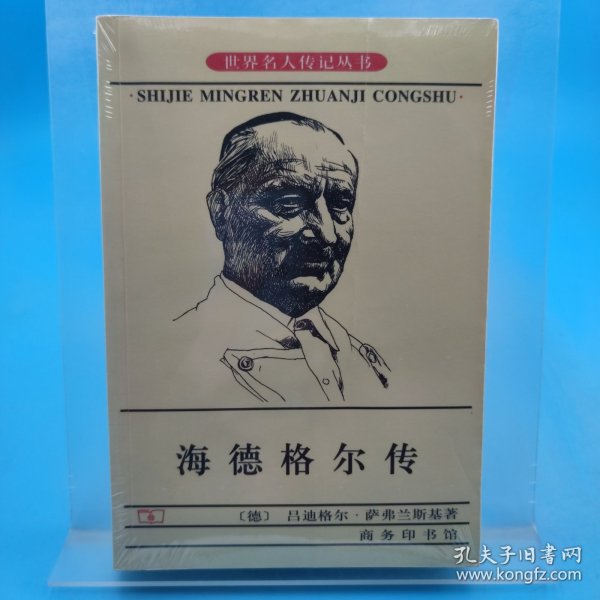 世界名人传记丛书
·SHIJIE MINGREN ZHUANJI CONGSHU·
海德格尔传
〔德〕 吕迪格尔·萨弗兰斯基著
商务印书馆
孔夫子旧书网
www.kongfz.com